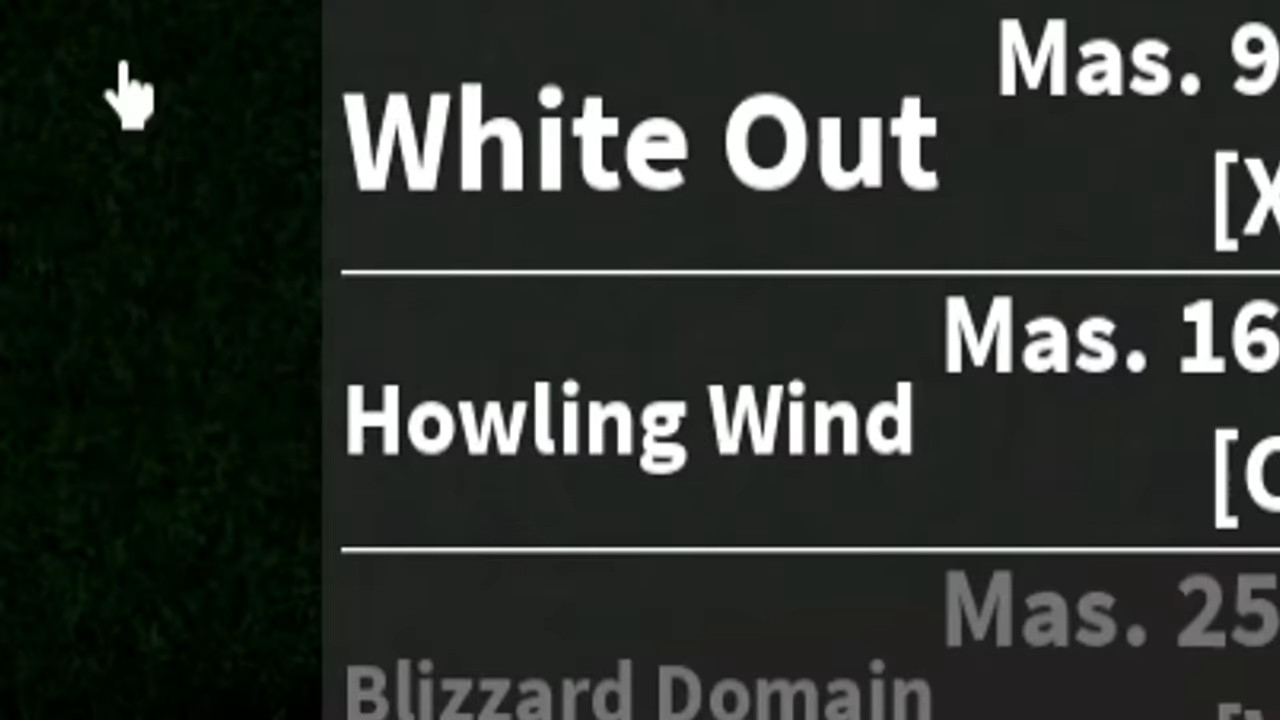 Mas. 9
White Out
[X
Mas. 16
Howling Wind
[C
Mas. 25
Blizzard Domain